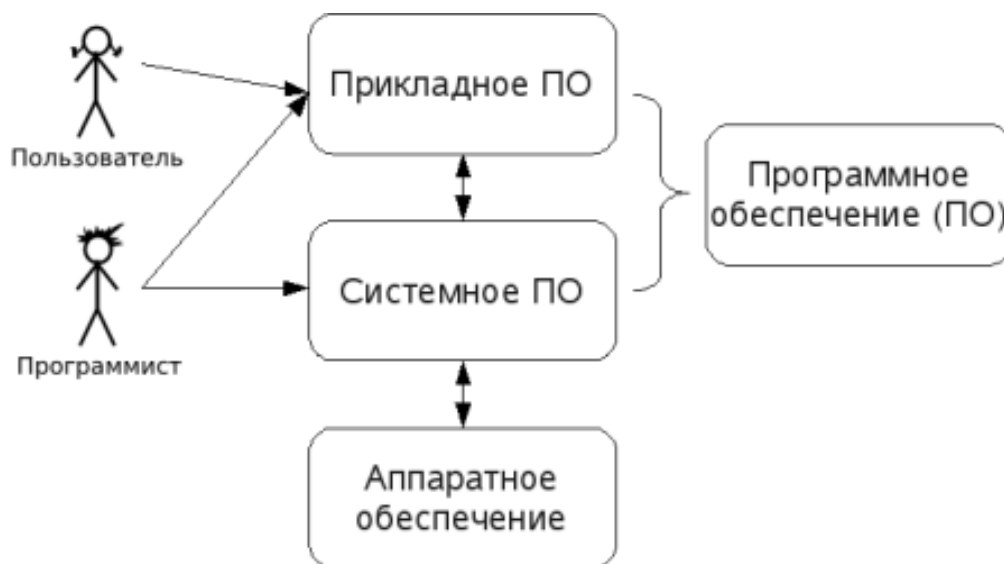 Пользователь
Программист
Прикладное ПО
Системное ПО
Аппаратное
обеспечение
Программное
обеспечение (ПО)